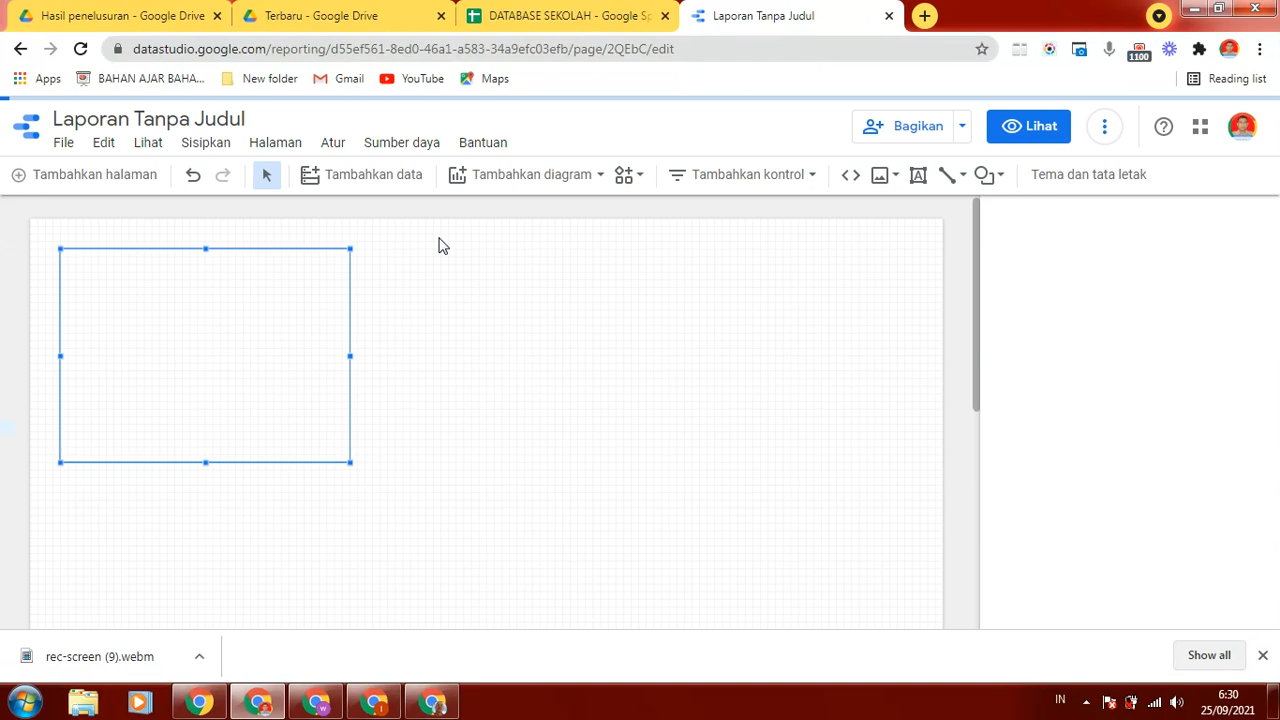 Hasil penelusuran - Google Drive
Terbaru - Google Drive
DATABASE SEKOLAH - Google Sp
Laporan Tanpa Judul
datastudio.google.com/reporting/d55ef561-8ed0-46a1-a583-34a9efc03efb/page/2QEbC/edit
1100
Apps
BAHAN AJAR BAHA...
New folder
Gmail
YouTube
Maps
Reading list
Laporan Tanpa Judul
Bagikan
Lihat
File
Edit
Lihat
Sisipkan
Halaman
Atur
Sumber daya
Bantuan
Tambahkan halaman
Tambahkan data
Tambahkan diagram
Tambahkan kontrol
Tema dan tata letak
rec-screen (9).webm
Show all
IN
6:30
25/09/2021